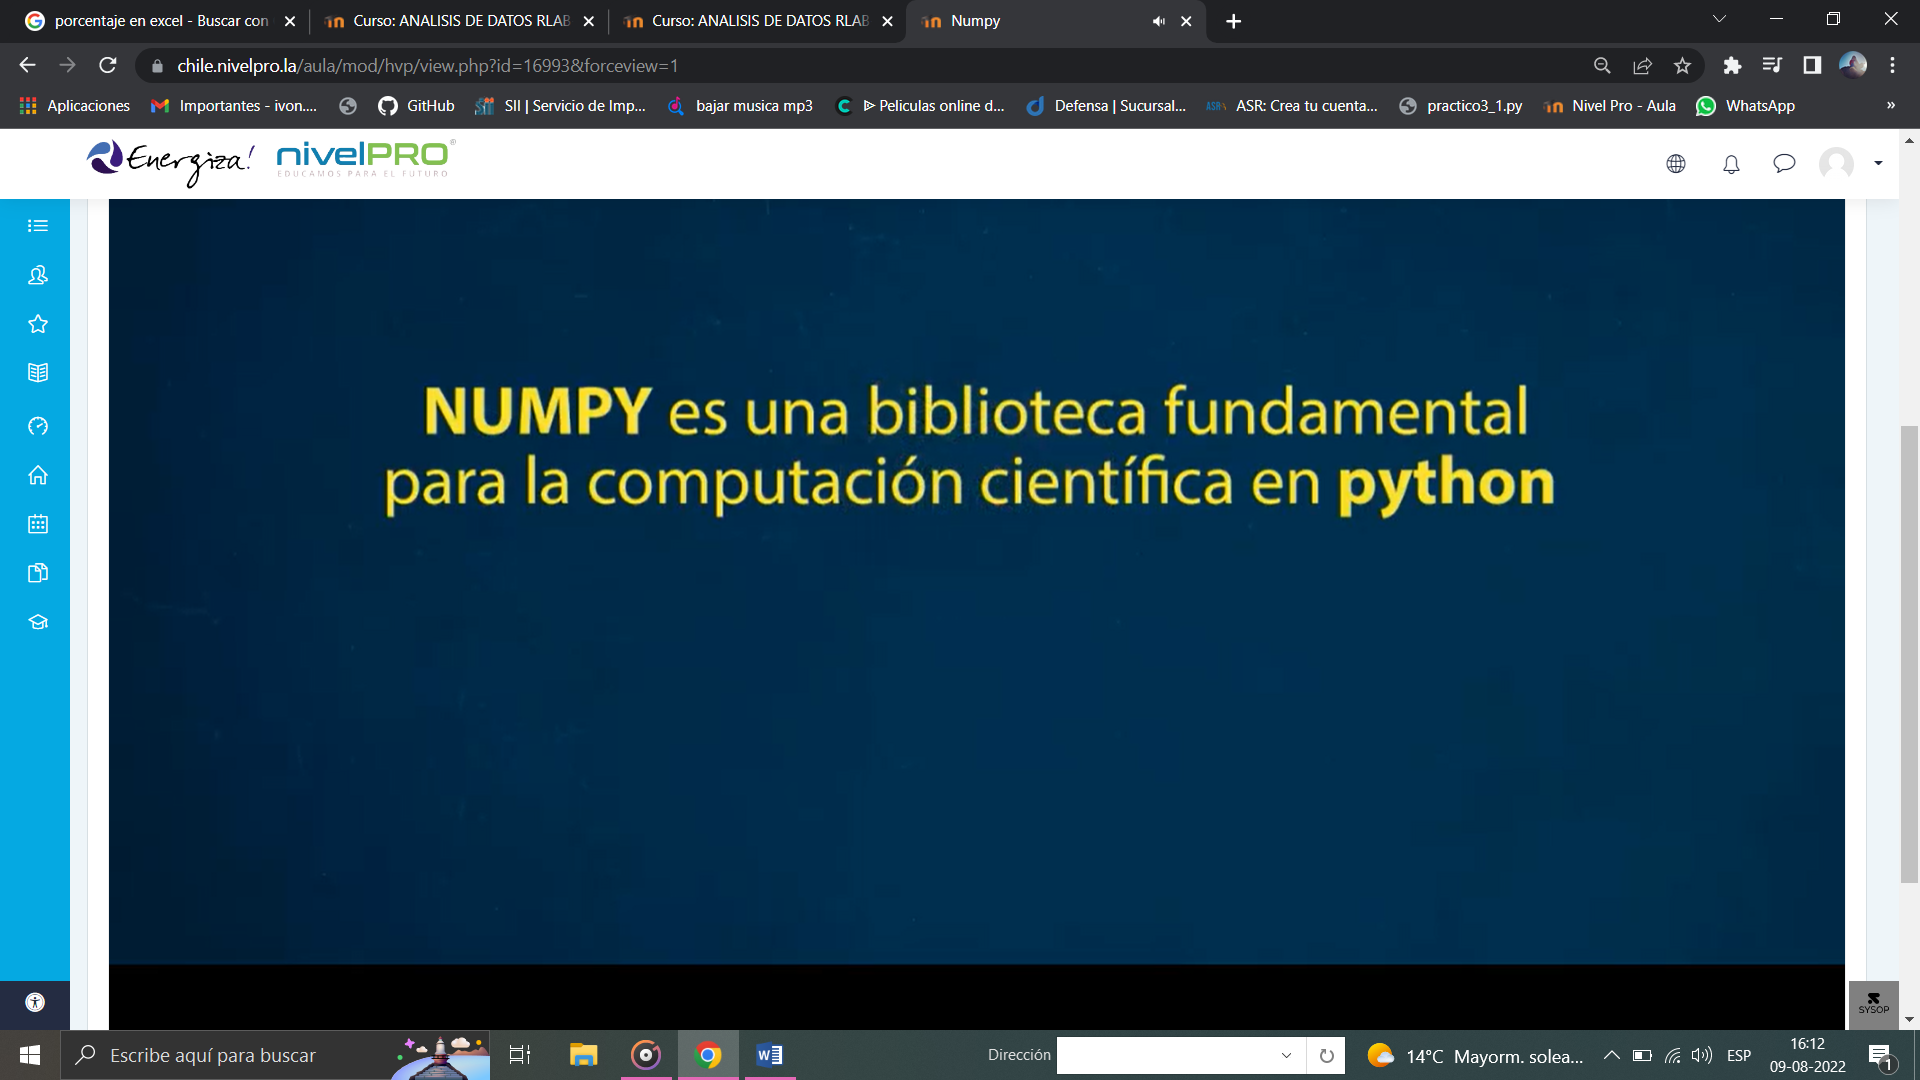 porcentaje en excel - Buscar con
Curso: ANALISIS DE DATOS RLAB
Curso: ANALISIS DE DATOS RLAB
Numpy
chile.nivelpro.la/aula/mod/hvp/view.php?id=16993&forceview=1
Aplicaciones
Importantes - ivon....
GitHub
SII | Servicio de Imp...
bajar musica mp3
Peliculas online d...
Defensa | Sucursal...
ASR: Crea tu cuenta...
practico3_1.py
Nivel Pro - Aula
WhatsApp
»
Energiza!
nivelPRO
EDUCAMOS PARA EL FUTURO
NUMPY es una biblioteca fundamental
para la computación científica en python
SYSOP
Escribe aquí para buscar
Dirección
14°C Mayorm. solea...
ESP
16:12
09-08-2022
1